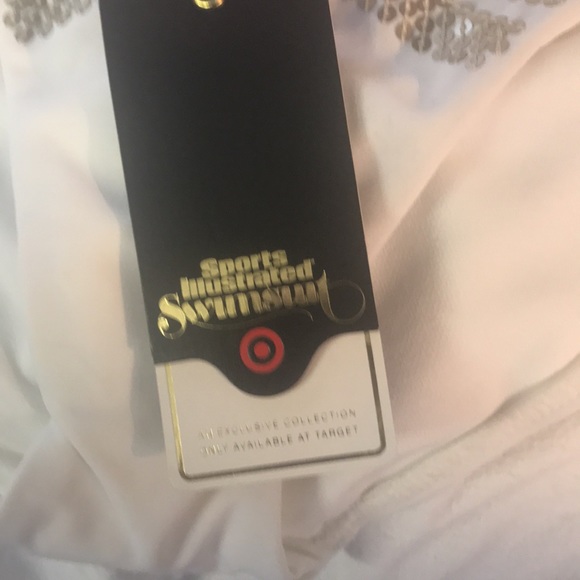 Sports
Illustrated
Swimsuit
AN EXCLUSIVE COLLECTION
ONLY AVAILABLE AT TARGET